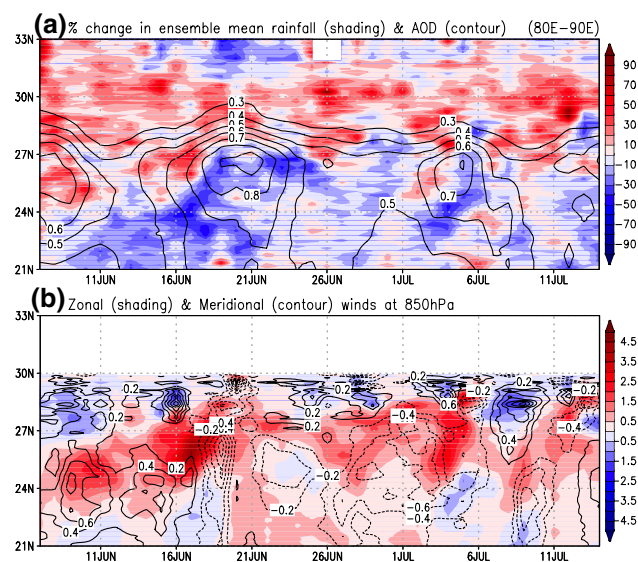 (a) % change in ensemble mean rainfall (shading) & AOD (contour) (80E−90E)
33N
30N
27N
24N
21N
0.3
0.4
0.5
0.6
0.7
0.8
0.6
0.5
0.5
0.3
0.4
0.5
0.6
0.7
11JUN 16JUN 21JUN 26JUN 1JUL 6JUL 11JUL
90
70
50
30
10
−10
−30
−50
−70
−90
(b) Zonal (shading) & Meridional (contour) winds at 850hPa
33N
30N
27N
24N
21N
0.2 0.2 0.2 −0.2
0.2 0.2 0.6
0.2 0.4 −0.4
−0.2 0.4
0.4 0.2 −0.2 −0.2
0.6 −0.6
0.4 −0.4
11JUN 16JUN 21JUN 26JUN 1JUL 6JUL 11JUL
4.5
3.5
2.5
1.5
0.5
−0.5
−1.5
−2.5
−3.5
−4.5